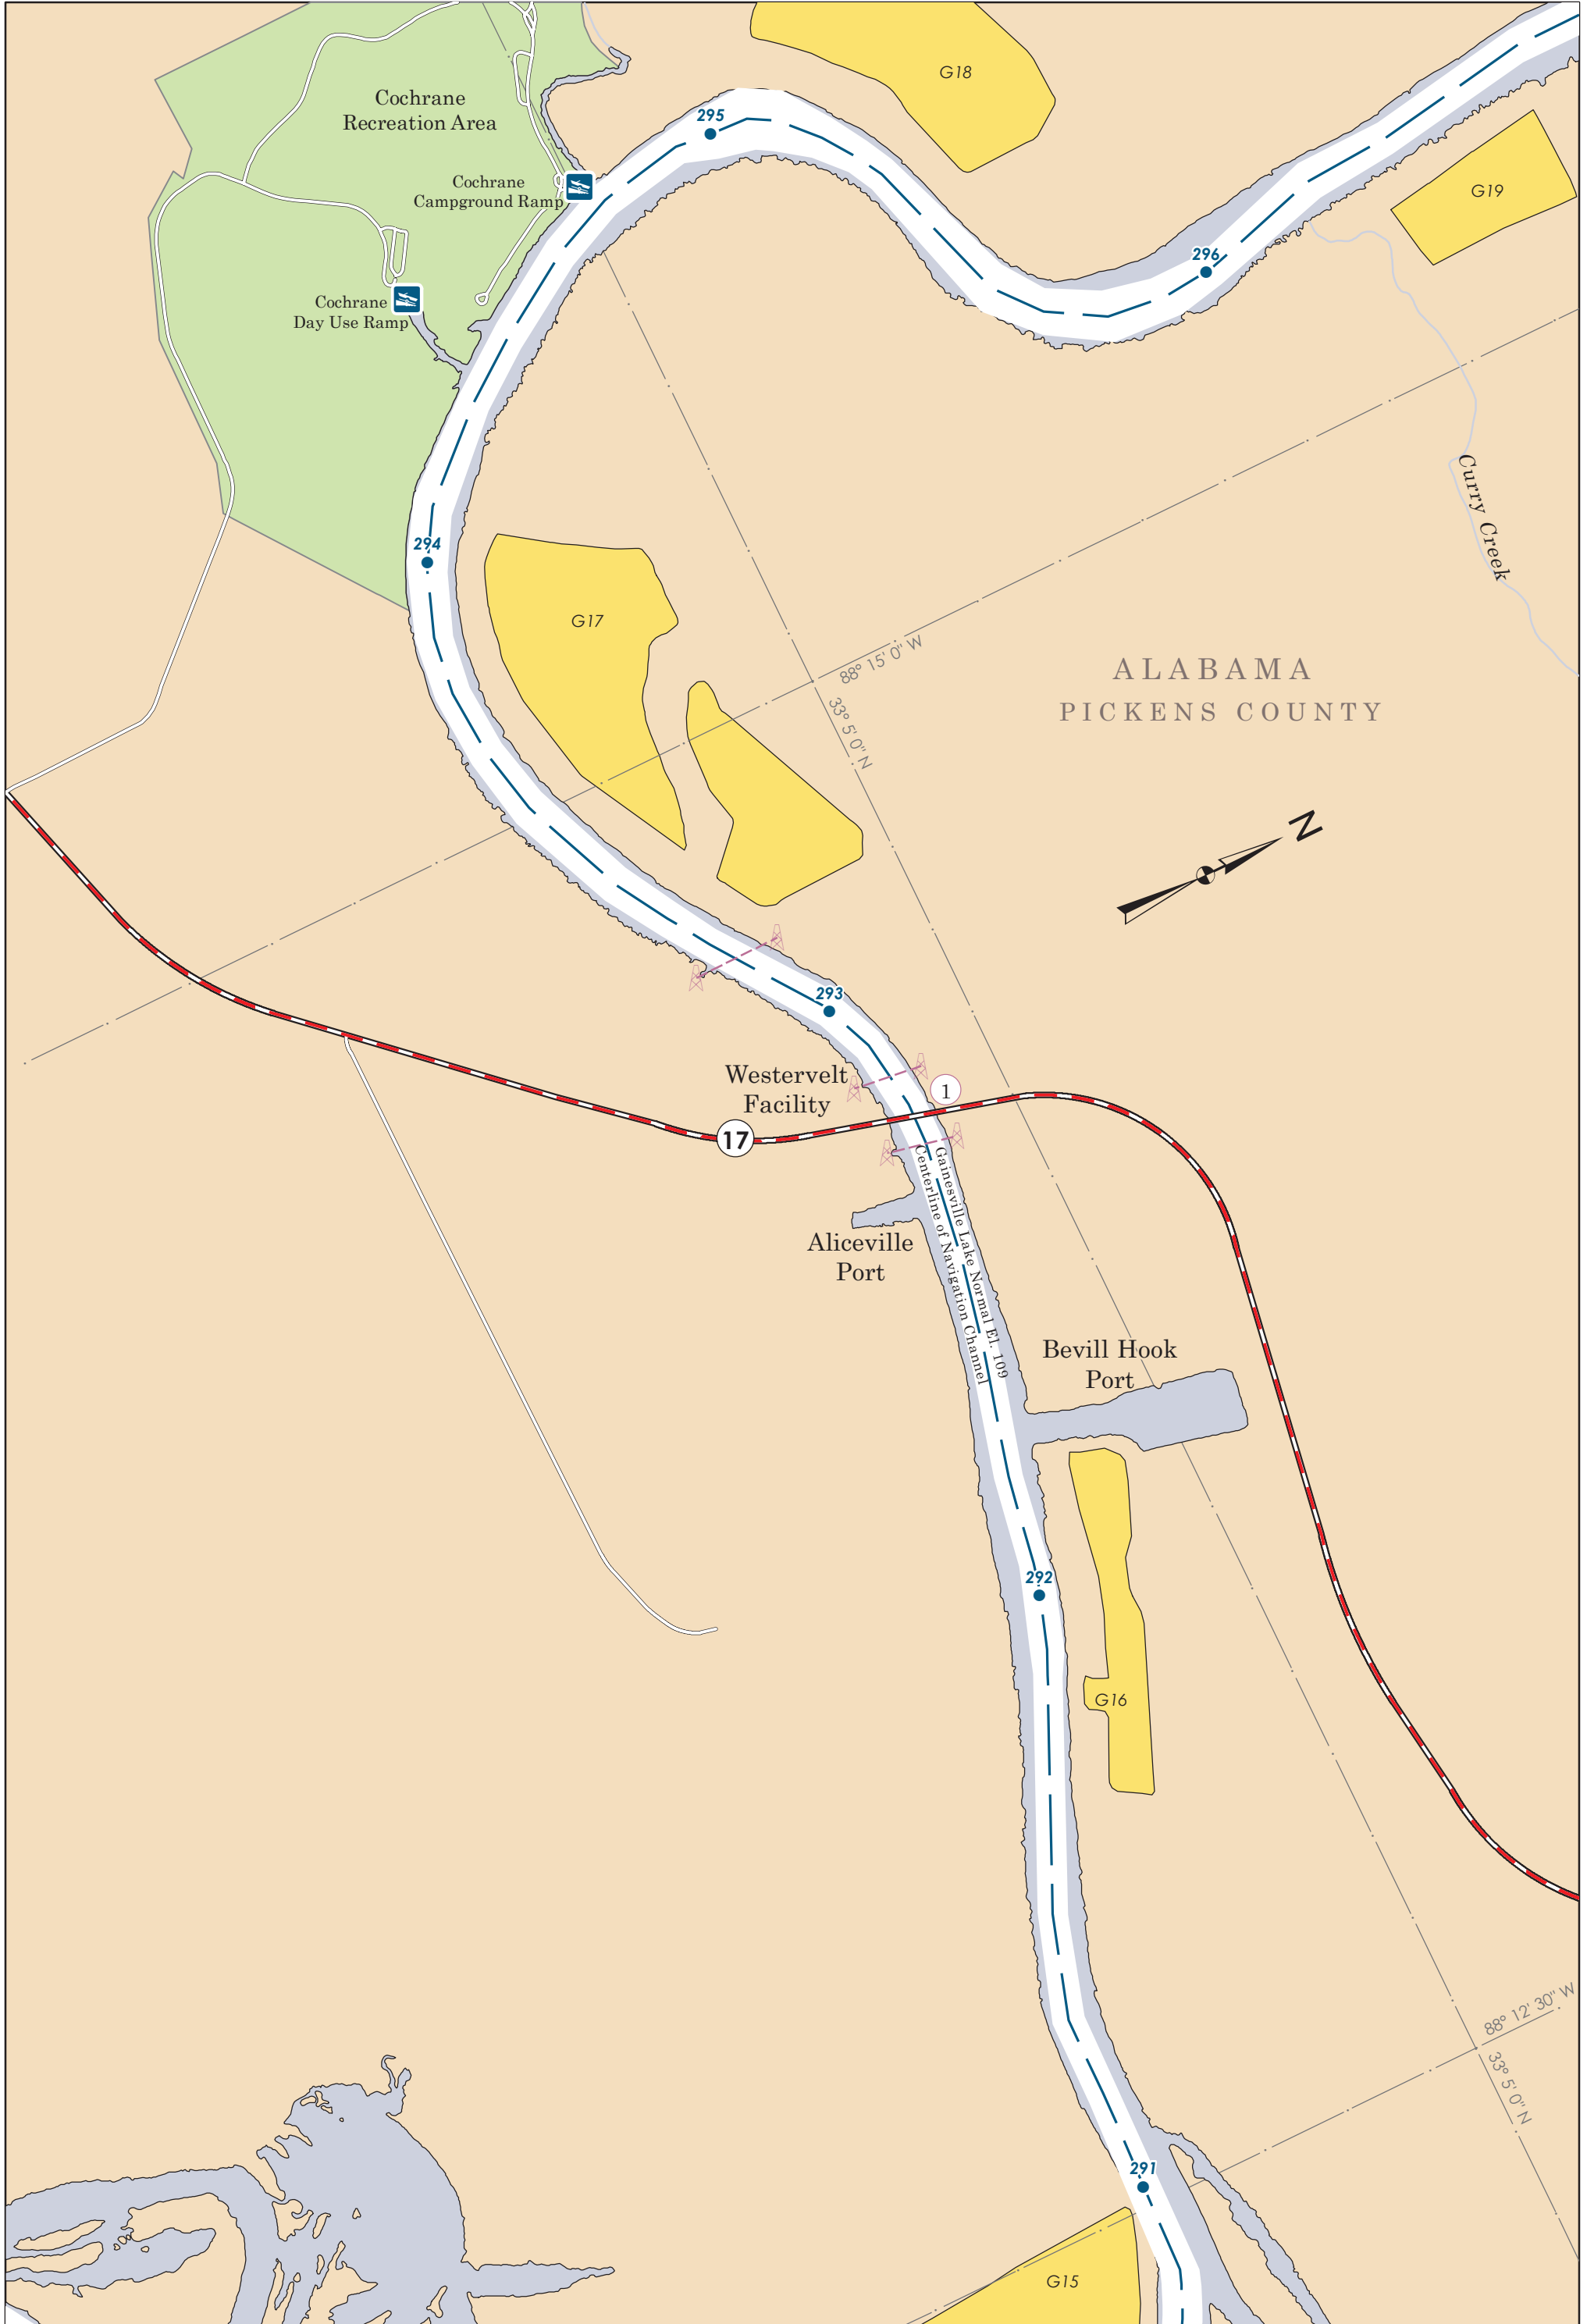 G18
Cochrane
Recreation Area
295
Cochrane
Campground Ramp
G19
296
Cochrane
Day Use Ramp
Curry Creek
294
G17
88° 15' 0" W
33° 5' 0" N
ALABAMA
PICKENS COUNTY
N
293
Westervelt
Facility
1
17
Gainesville Lake Normal El. 109
Centerline of Navigation Channel
Aliceville
Port
Bevill Hook
Port
292
G16
88° 12' 30" W
33° 5' 0" N
291
G15